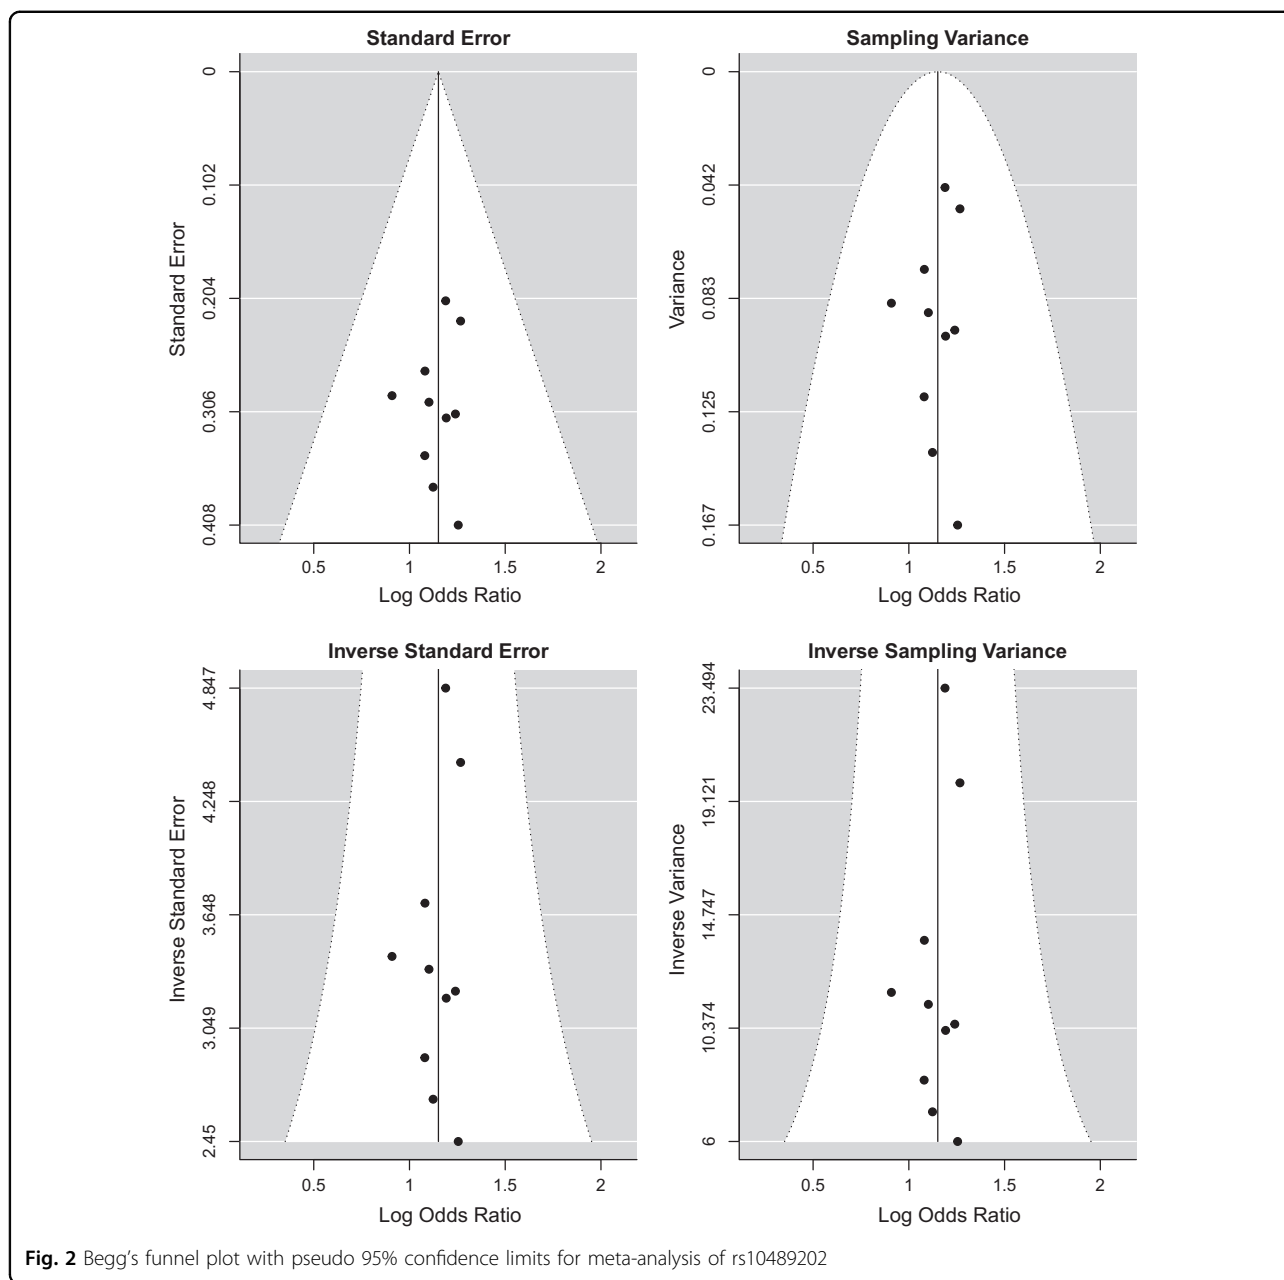 Standard Error
Standard Error
0
0.102
0.204
0.306
0.408
0.5
1
1.5
2
Log Odds Ratio
Sampling Variance
Variance
0
0.042
0.083
0.125
0.167
0.5
1
1.5
2
Log Odds Ratio
Inverse Standard Error
Inverse Standard Error
4.847
4.248
3.648
3.049
2.45
0.5
1
1.5
2
Log Odds Ratio
Inverse Sampling Variance
Inverse Variance
23.494
19.121
14.747
10.374
6
0.5
1
1.5
2
Log Odds Ratio
Fig. 2 Begg's funnel plot with pseudo 95% confidence limits for meta-analysis of rs10489202